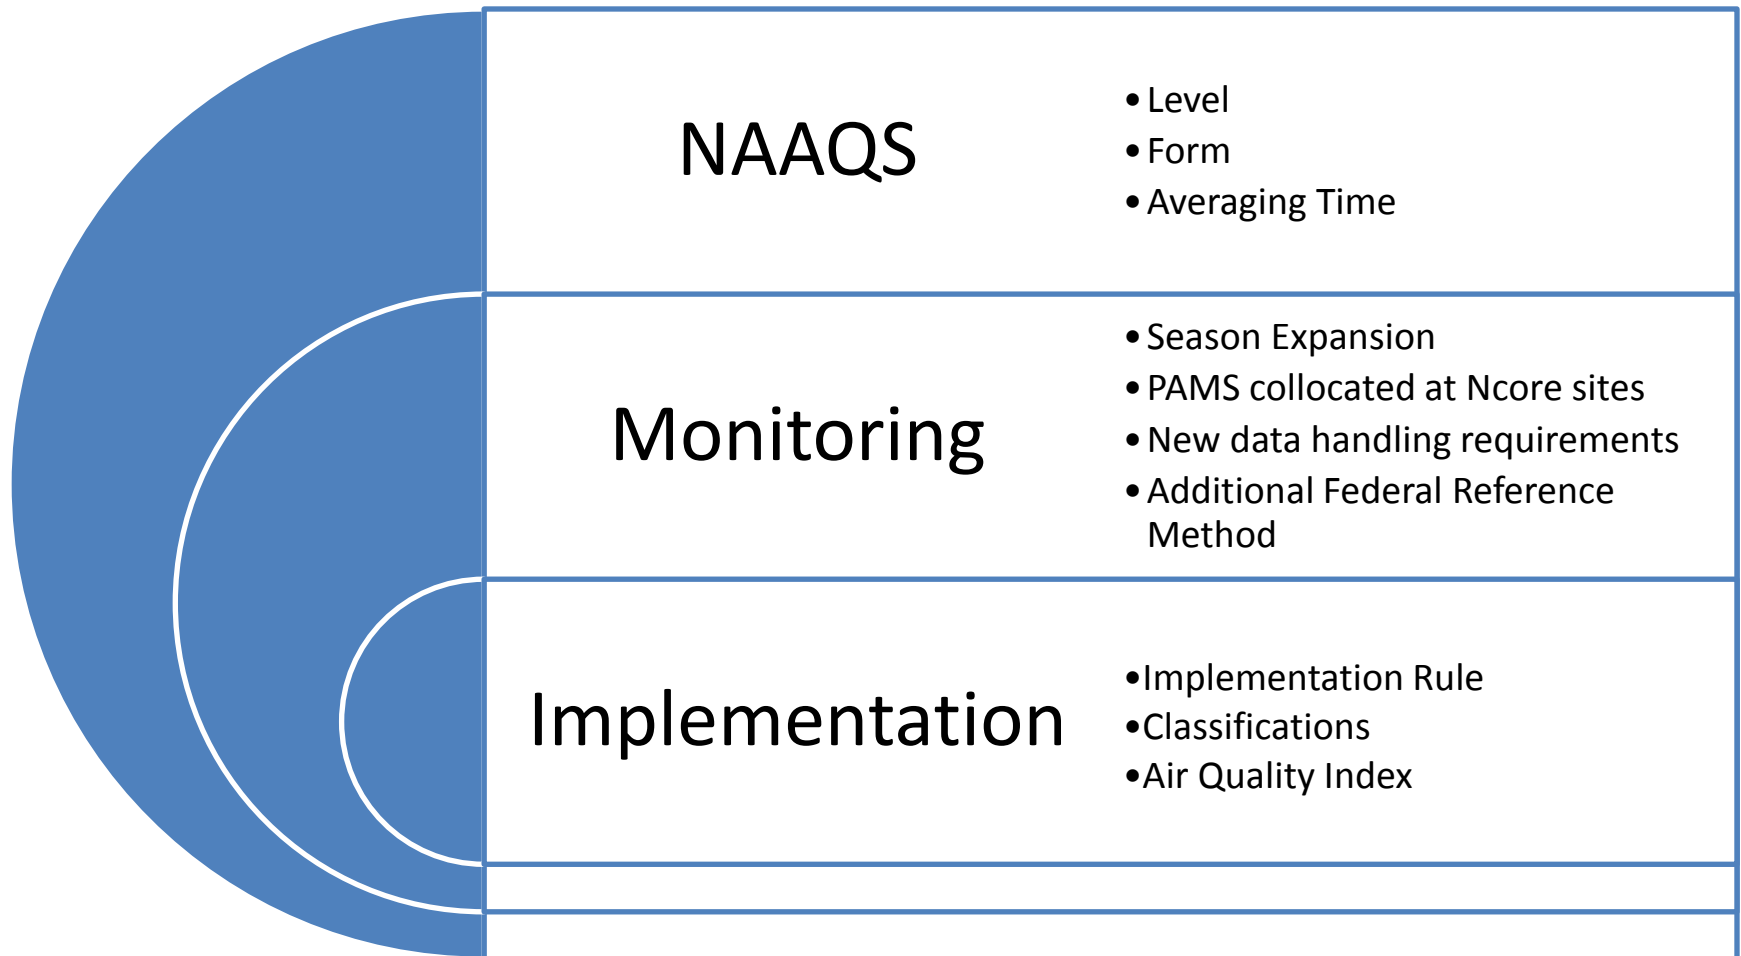 NAAQS
•Level
•Form
•Averaging Time
Monitoring
•Season Expansion
•PAMS collocated at Ncore sites
•New data handling requirements
•Additional Federal Reference
Method
Implementation
•Implementation Rule
•Classifications
•Air Quality Index